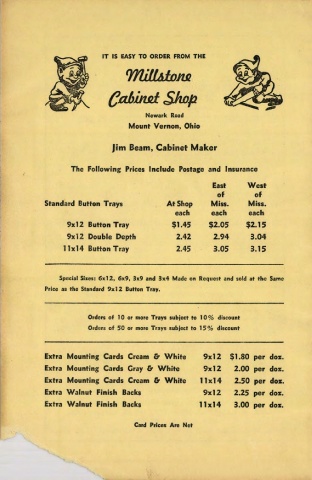 IT IS EASY TO ORDER FROM THE
Millstone
Cabinet Shop
Newark Road
Mount Vernon, Ohio
Jim Beam, Cabinet Maker
The Following Prices Include Postage and Insurance
East West
of of
Standard Button Trays At Shop Miss. Miss.
each each each
9x12 Button Tray $1.45 $2.05 $2.15
9x12 Double Depth 2.42 2.94 3.04
11x14 Button Tray 2.45 3.05 3.15
Special Sizes: 6x12, 6x9, 3x9 and 3x4 Made on Request and sold at the Same
Price as the Standard 9x12 Button Tray.
Orders of 10 or more Trays subject to 10% discount
Orders of 50 or more Trays subject to 15% discount
Extra Mounting Cards Cream & White 9x12 $1.80 per doz.
Extra Mounting Cards Gray & White 9x12 2.00 per doz.
Extra Mounting Cards Cream & White 11x14 2.50 per doz.
Extra Walnut Finish Backs 9x12 2.25 per doz.
Extra Walnut Finish Backs 11x14 3.00 per doz.
Card Prices Are Net